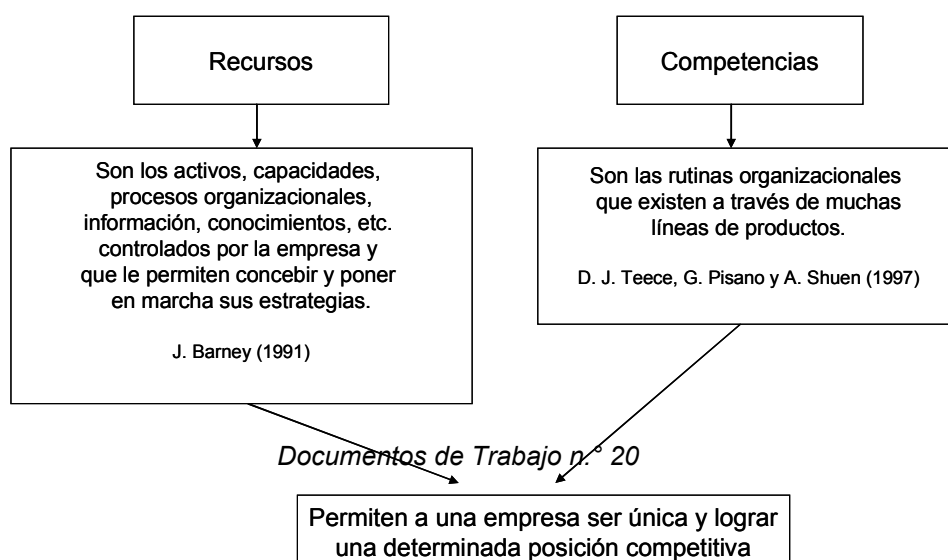 Recursos
Son los activos, capacidades,
procesos organizacionales,
información, conocimientos, etc.
controlados por la empresa y
que le permiten concebir y poner
en marcha sus estrategias.
J. Barney (1991)
Competencias
Son las rutinas organizacionales
que existen a través de muchas
líneas de productos.
D. J. Teece, G. Pisano y A. Shuen (1997)
Documentos de Trabajo n.° 20
Permiten a una empresa ser única y lograr
una determinada posición competitiva